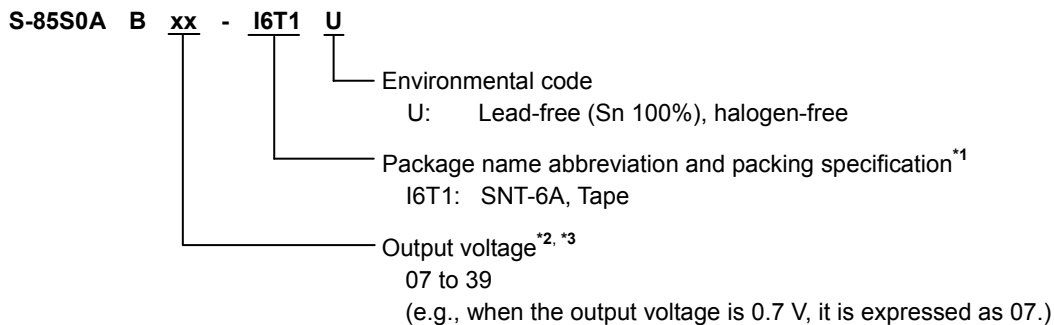 S-85S0A B xx - I6T1 U
Environmental code
U: Lead-free (Sn 100%), halogen-free
Package name abbreviation and packing specification*1
I6T1: SNT-6A, Tape
Output voltage*2, *3
07 to 39
(e.g., when the output voltage is 0.7 V, it is expressed as 07.)